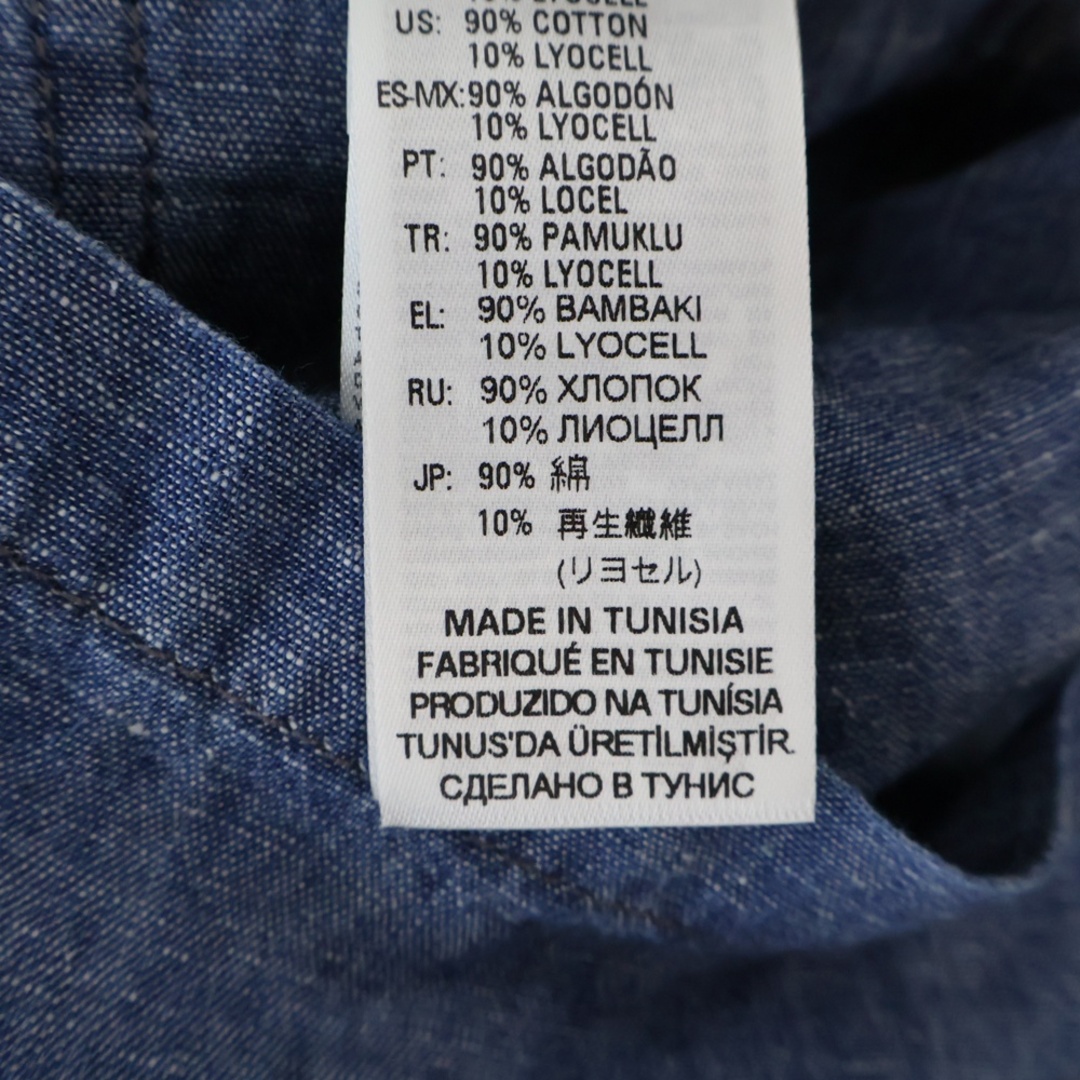 10% LYOCELL
US: 90% COTTON
10% LYOCELL
ES-MX: 90% ALGODÓN
10% LYOCELL
PT: 90% ALGODÃO
10% LOCEL
TR: 90% PAMUKLU
10% LYOCELL
EL: 90% BAMBAKI
10% LYOCELL
RU: 90% ХЛОПОК
10% ЛИОЦЕЛЛ
JP: 90% 綿
10% 再生繊維
(リヨセル)
MADE IN TUNISIA
FABRIQUÉ EN TUNISIE
PRODUZIDO NA TUNÍSIA
TUNUS'DA ÜRETİLMİŞTİR.
СДЕЛАНО В ТУНИС